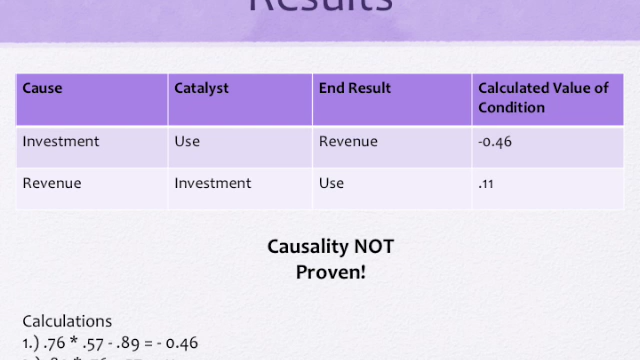 Results
Cause Catalyst End Result Calculated Value of Condition
Investment Use Revenue -0.46
Revenue Investment Use .11
Causality NOT
Proven!
Calculations
1.) .76 * .57 - .89 = - 0.46